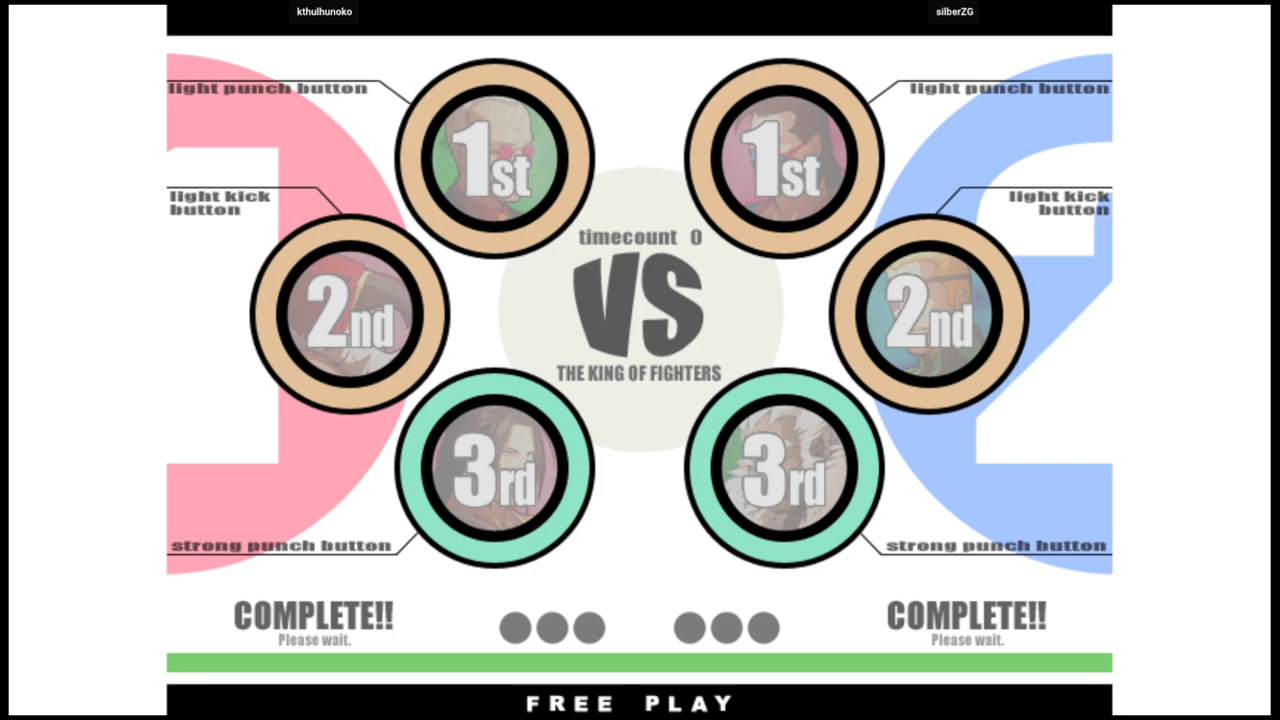 kthulhunoko
silberZG
light punch button
light punch button
1st
1st
light kick
button
light kick
button
timecount 0
VS
THE KING OF FIGHTERS
2nd
2nd
3rd
3rd
strong punch button
strong punch button
COMPLETE!!
Please wait.
COMPLETE!!
Please wait.
FREE PLAY